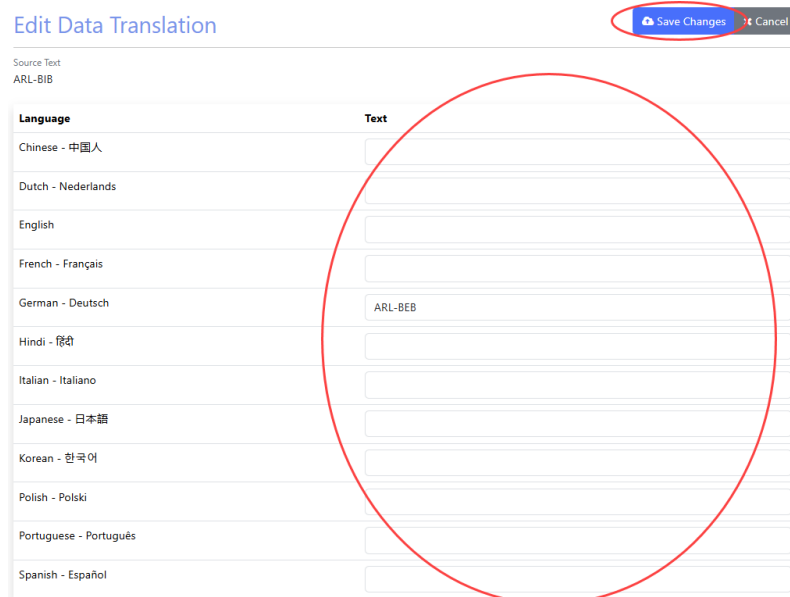 Edit Data Translation
Save Changes
Cancel
Source Text
ARL-BIB
Language Text
Chinese - 中国人
Dutch - Nederlands
English
French - Français
German - Deutsch ARL-BEB
Hindi - हिंदी
Italian - Italiano
Japanese - 日本語
Korean - 한국어
Polish - Polski
Portuguese - Português
Spanish - Español